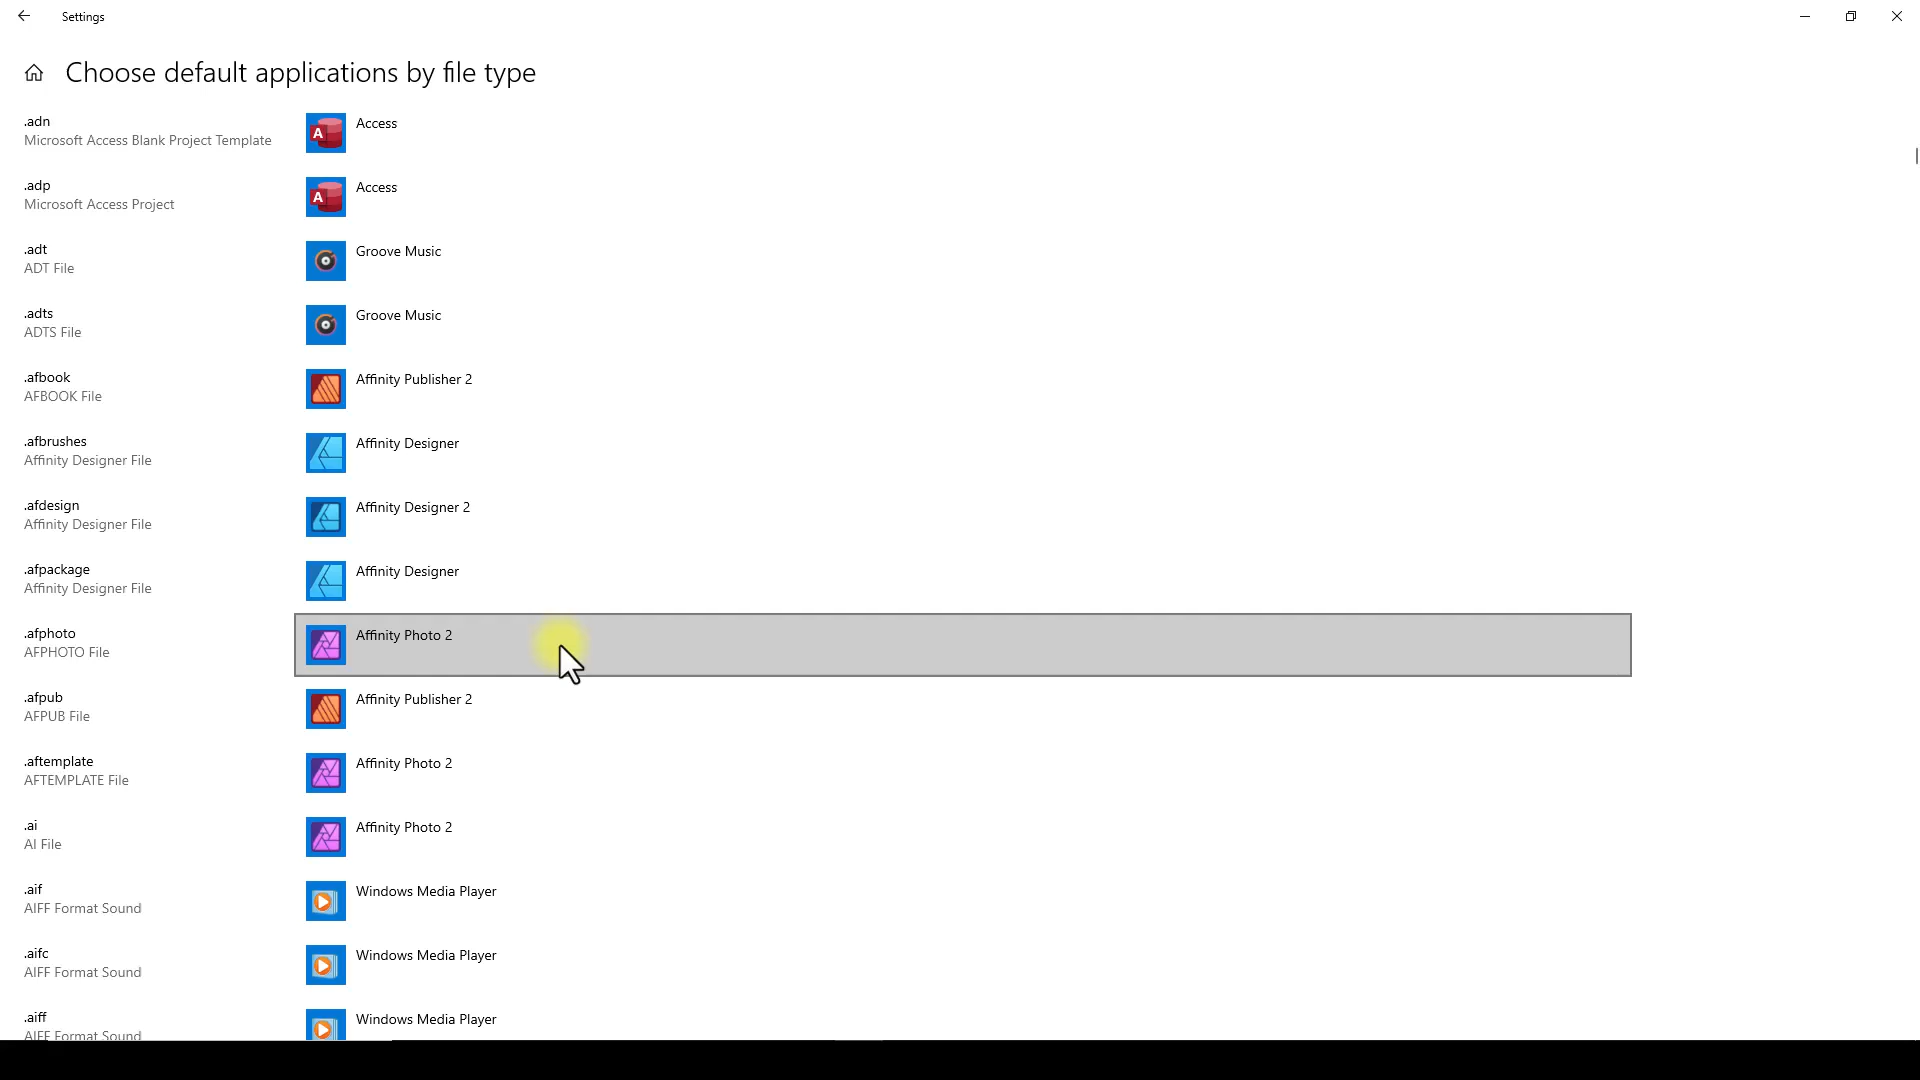 Settings
Choose default applications by file type
.adn
Microsoft Access Blank Project Template
Access
.adp
Microsoft Access Project
Access
.adt
ADT File
Groove Music
.adts
ADTS File
Groove Music
.afbook
AFBOOK File
Affinity Publisher 2
.afbrushes
Affinity Designer File
Affinity Designer
.afdesign
Affinity Designer File
Affinity Designer 2
.afpackage
Affinity Designer File
Affinity Designer
.afphoto
AFPHOTO File
Affinity Photo 2
.afpub
AFPUB File
Affinity Publisher 2
.aftemplate
AFTEMPLATE File
Affinity Photo 2
.ai
AI File
Affinity Photo 2
.aif
AIFF Format Sound
Windows Media Player
.aifc
AIFF Format Sound
Windows Media Player
.aiff
AIFF Format Sound
Windows Media Player